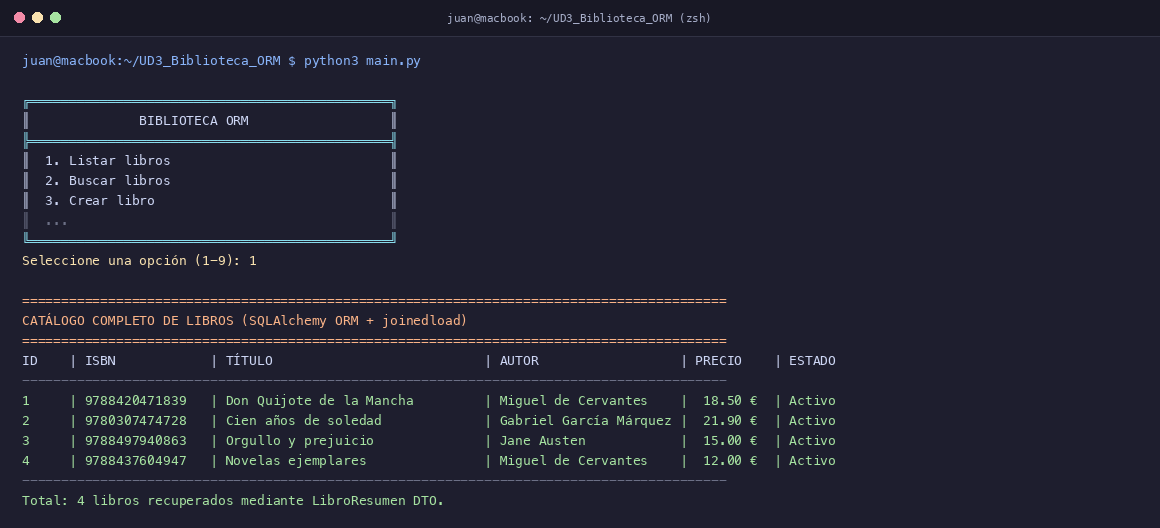 juan@macbook: ~/UD3_Biblioteca_ORM (zsh)
juan@macbook:~/UD3_Biblioteca_ORM $ python3 main.py
BIBLIOTECA ORM
1. Listar libros
2. Buscar libros
3. Crear libro
...
Seleccione una opción (1-9): 1
==========================================================================================
CATÁLOGO COMPLETO DE LIBROS (SQLAlchemy ORM + joinedload)
==========================================================================================
ID    | ISBN            | TÍTULO                           | AUTOR                  | PRECIO    | ESTADO
------------------------------------------------------------------------------------------
1     | 9788420471839   | Don Quijote de la Mancha         | Miguel de Cervantes    |  18.50 €  | Activo
2     | 9780307474728   | Cien años de soledad             | Gabriel García Márquez |  21.90 €  | Activo
3     | 9788497940863   | Orgullo y prejuicio              | Jane Austen            |  15.00 €  | Activo
4     | 9788437604947   | Novelas ejemplares               | Miguel de Cervantes    |  12.00 €  | Activo
------------------------------------------------------------------------------------------
Total: 4 libros recuperados mediante LibroResumen DTO.